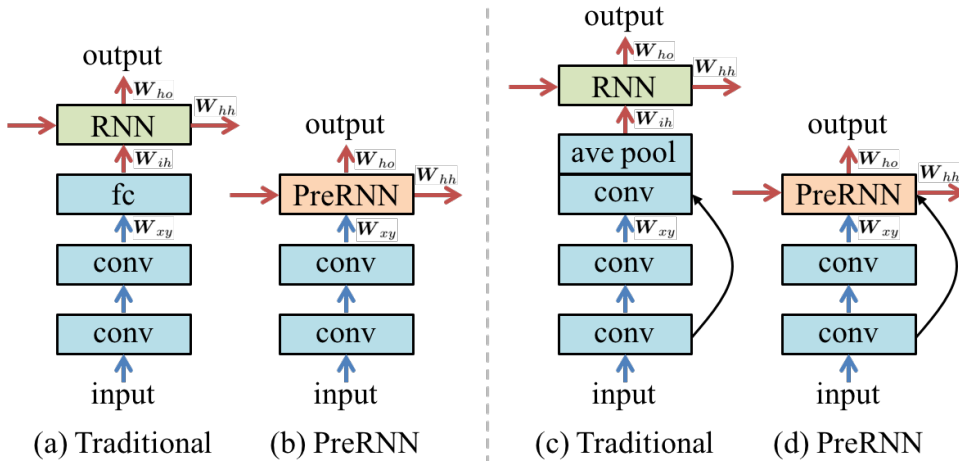 output
W_ho
W_hh
RNN
W_ih
fc
W_xy
conv
conv
input
(a) Traditional
output
W_ho
W_hh
PreRNN
W_xy
conv
conv
input
(b) PreRNN
output
W_ho
W_hh
RNN
W_ih
ave pool
conv
W_xy
conv
conv
input
(c) Traditional
output
W_ho
W_hh
PreRNN
W_xy
conv
conv
input
(d) PreRNN